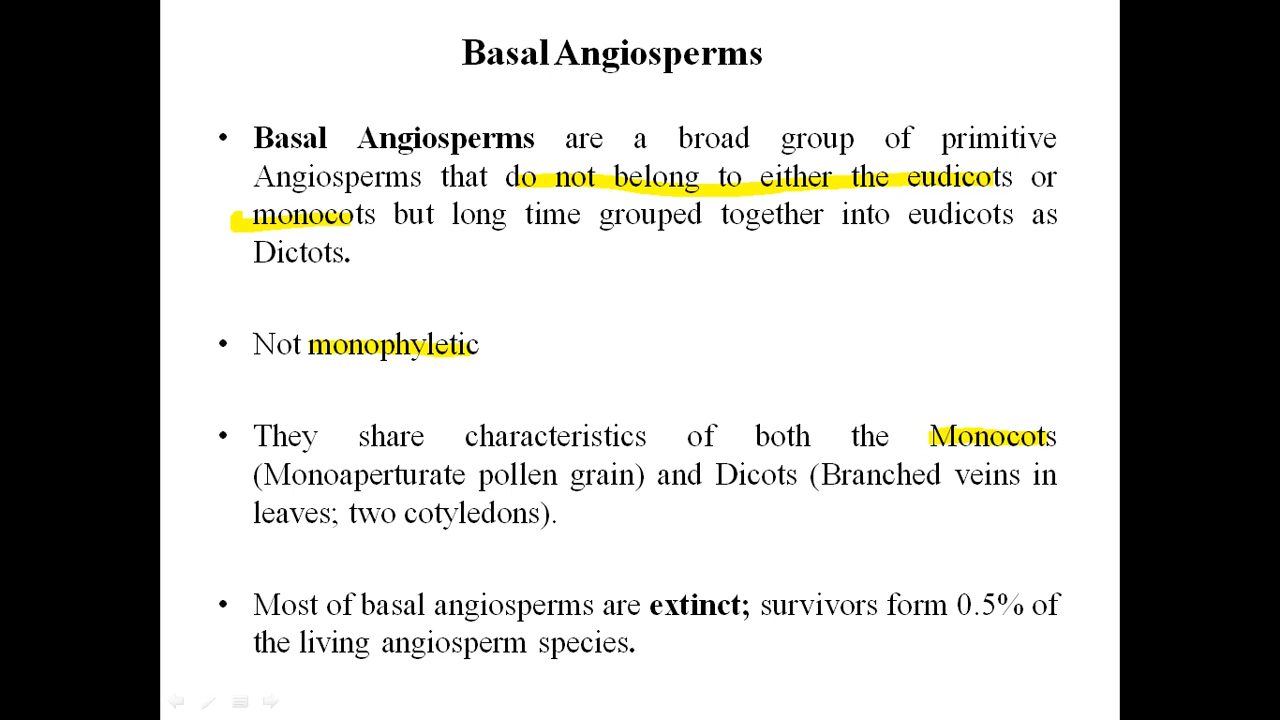 Basal Angiosperms
• Basal Angiosperms are a broad group of primitive
Angiosperms that do not belong to either the eudicots or
monocots but long time grouped together into eudicots as
Dictots.
• Not monophyletic
• They share characteristics of both the Monocots
(Monoaperturate pollen grain) and Dicots (Branched veins in
leaves; two cotyledons).
• Most of basal angiosperms are extinct; survivors form 0.5% of
the living angiosperm species.